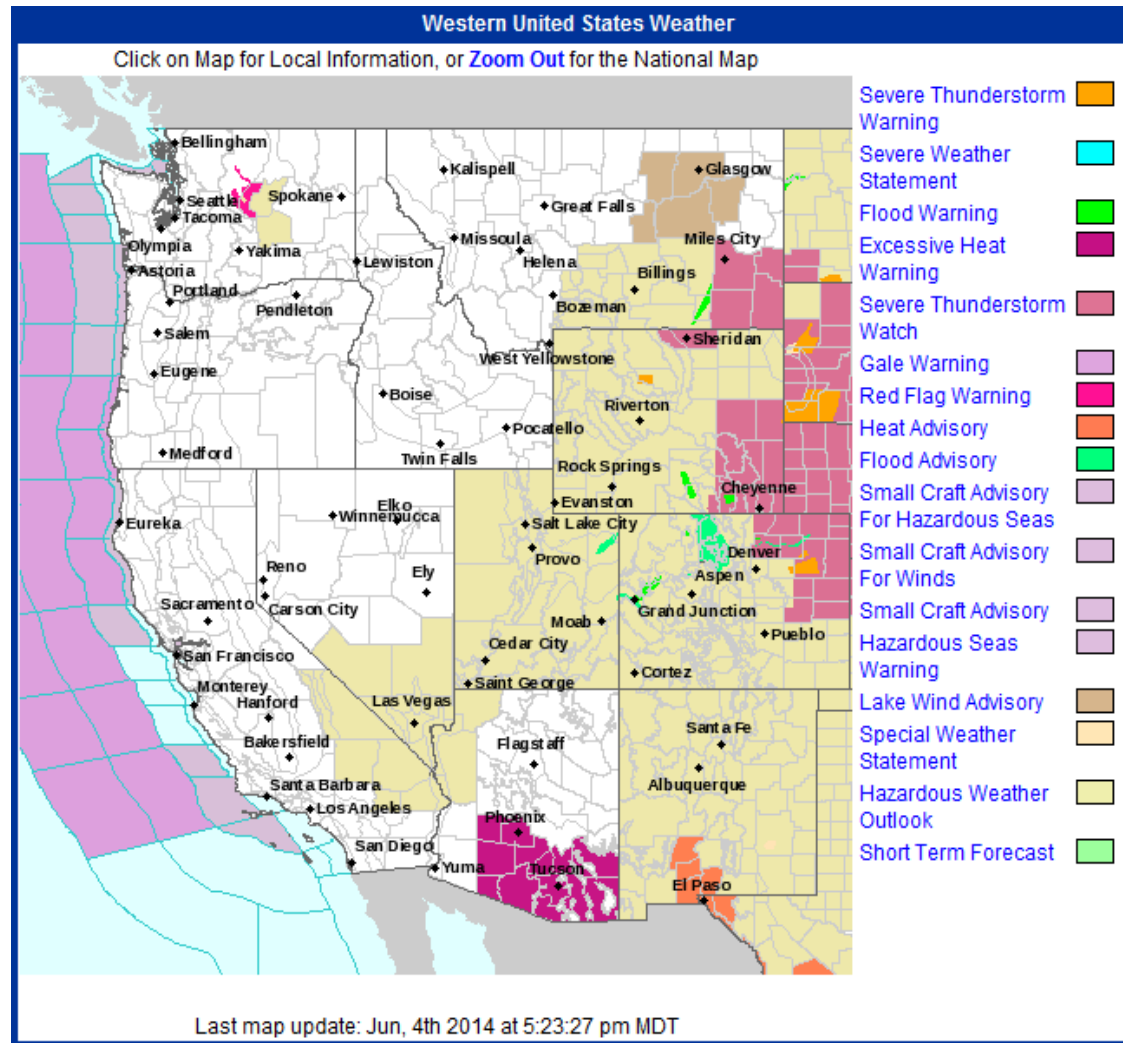 Western United States Weather
Click on Map for Local Information, or Zoom Out for the National Map
Bellingham
Seattle
Tacoma
Olympia
Spokane
Yakima
Astoria
Portland
Pendleton
Lewiston
Salem
Eugene
Medford
Kalispell
Glasgow
Great Falls
Missoula
Helena
Miles City
Billings
Bozeman
West Yellowstone
Sheridan
Boise
Pocatello
Twin Falls
Riverton
Rock Springs
Evanston
Cheyenne
Eureka
Elko
Winnemucca
Reno
Ely
Carson City
Sacramento
San Francisco
Monterey
Hanford
Bakersfield
Las Vegas
Santa Barbara
Los Angeles
San Diego
Yuma
Salt Lake City
Provo
Moab
Cedar City
Saint George
Denver
Aspen
Grand Junction
Pueblo
Cortez
Flagstaff
Phoenix
Tucson
Santa Fe
Albuquerque
El Paso
Severe Thunderstorm
Warning
Severe Weather
Statement
Flood Warning
Excessive Heat
Warning
Severe Thunderstorm
Watch
Gale Warning
Red Flag Warning
Heat Advisory
Flood Advisory
Small Craft Advisory
For Hazardous Seas
Small Craft Advisory
For Winds
Small Craft Advisory
Hazardous Seas
Warning
Lake Wind Advisory
Special Weather
Statement
Hazardous Weather
Outlook
Short Term Forecast
Last map update: Jun, 4th 2014 at 5:23:27 pm MDT